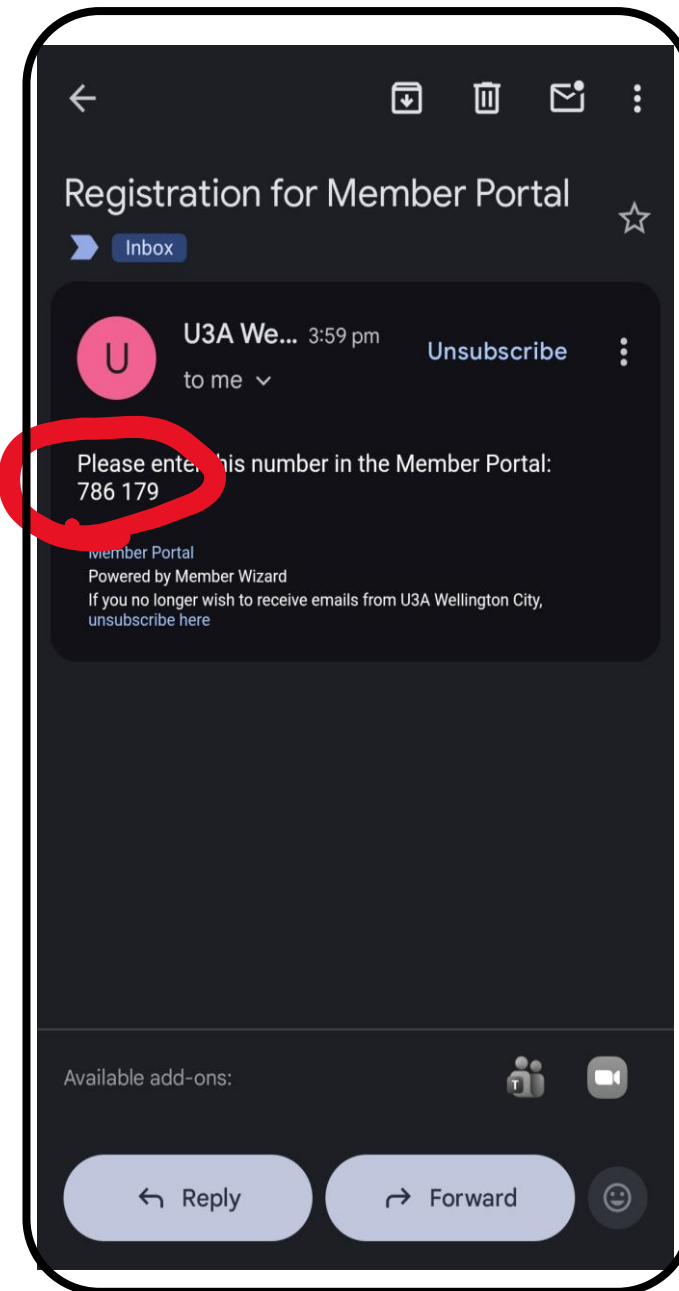 Registration for Member Portal
Inbox
U
U3A We... 3:59 pm
Unsubscribe
to me
Please enter this number in the Member Portal:
786 179
Member Portal
Powered by Member Wizard
If you no longer wish to receive emails from U3A Wellington City,
unsubscribe here
Available add-ons:
T
Reply
Forward